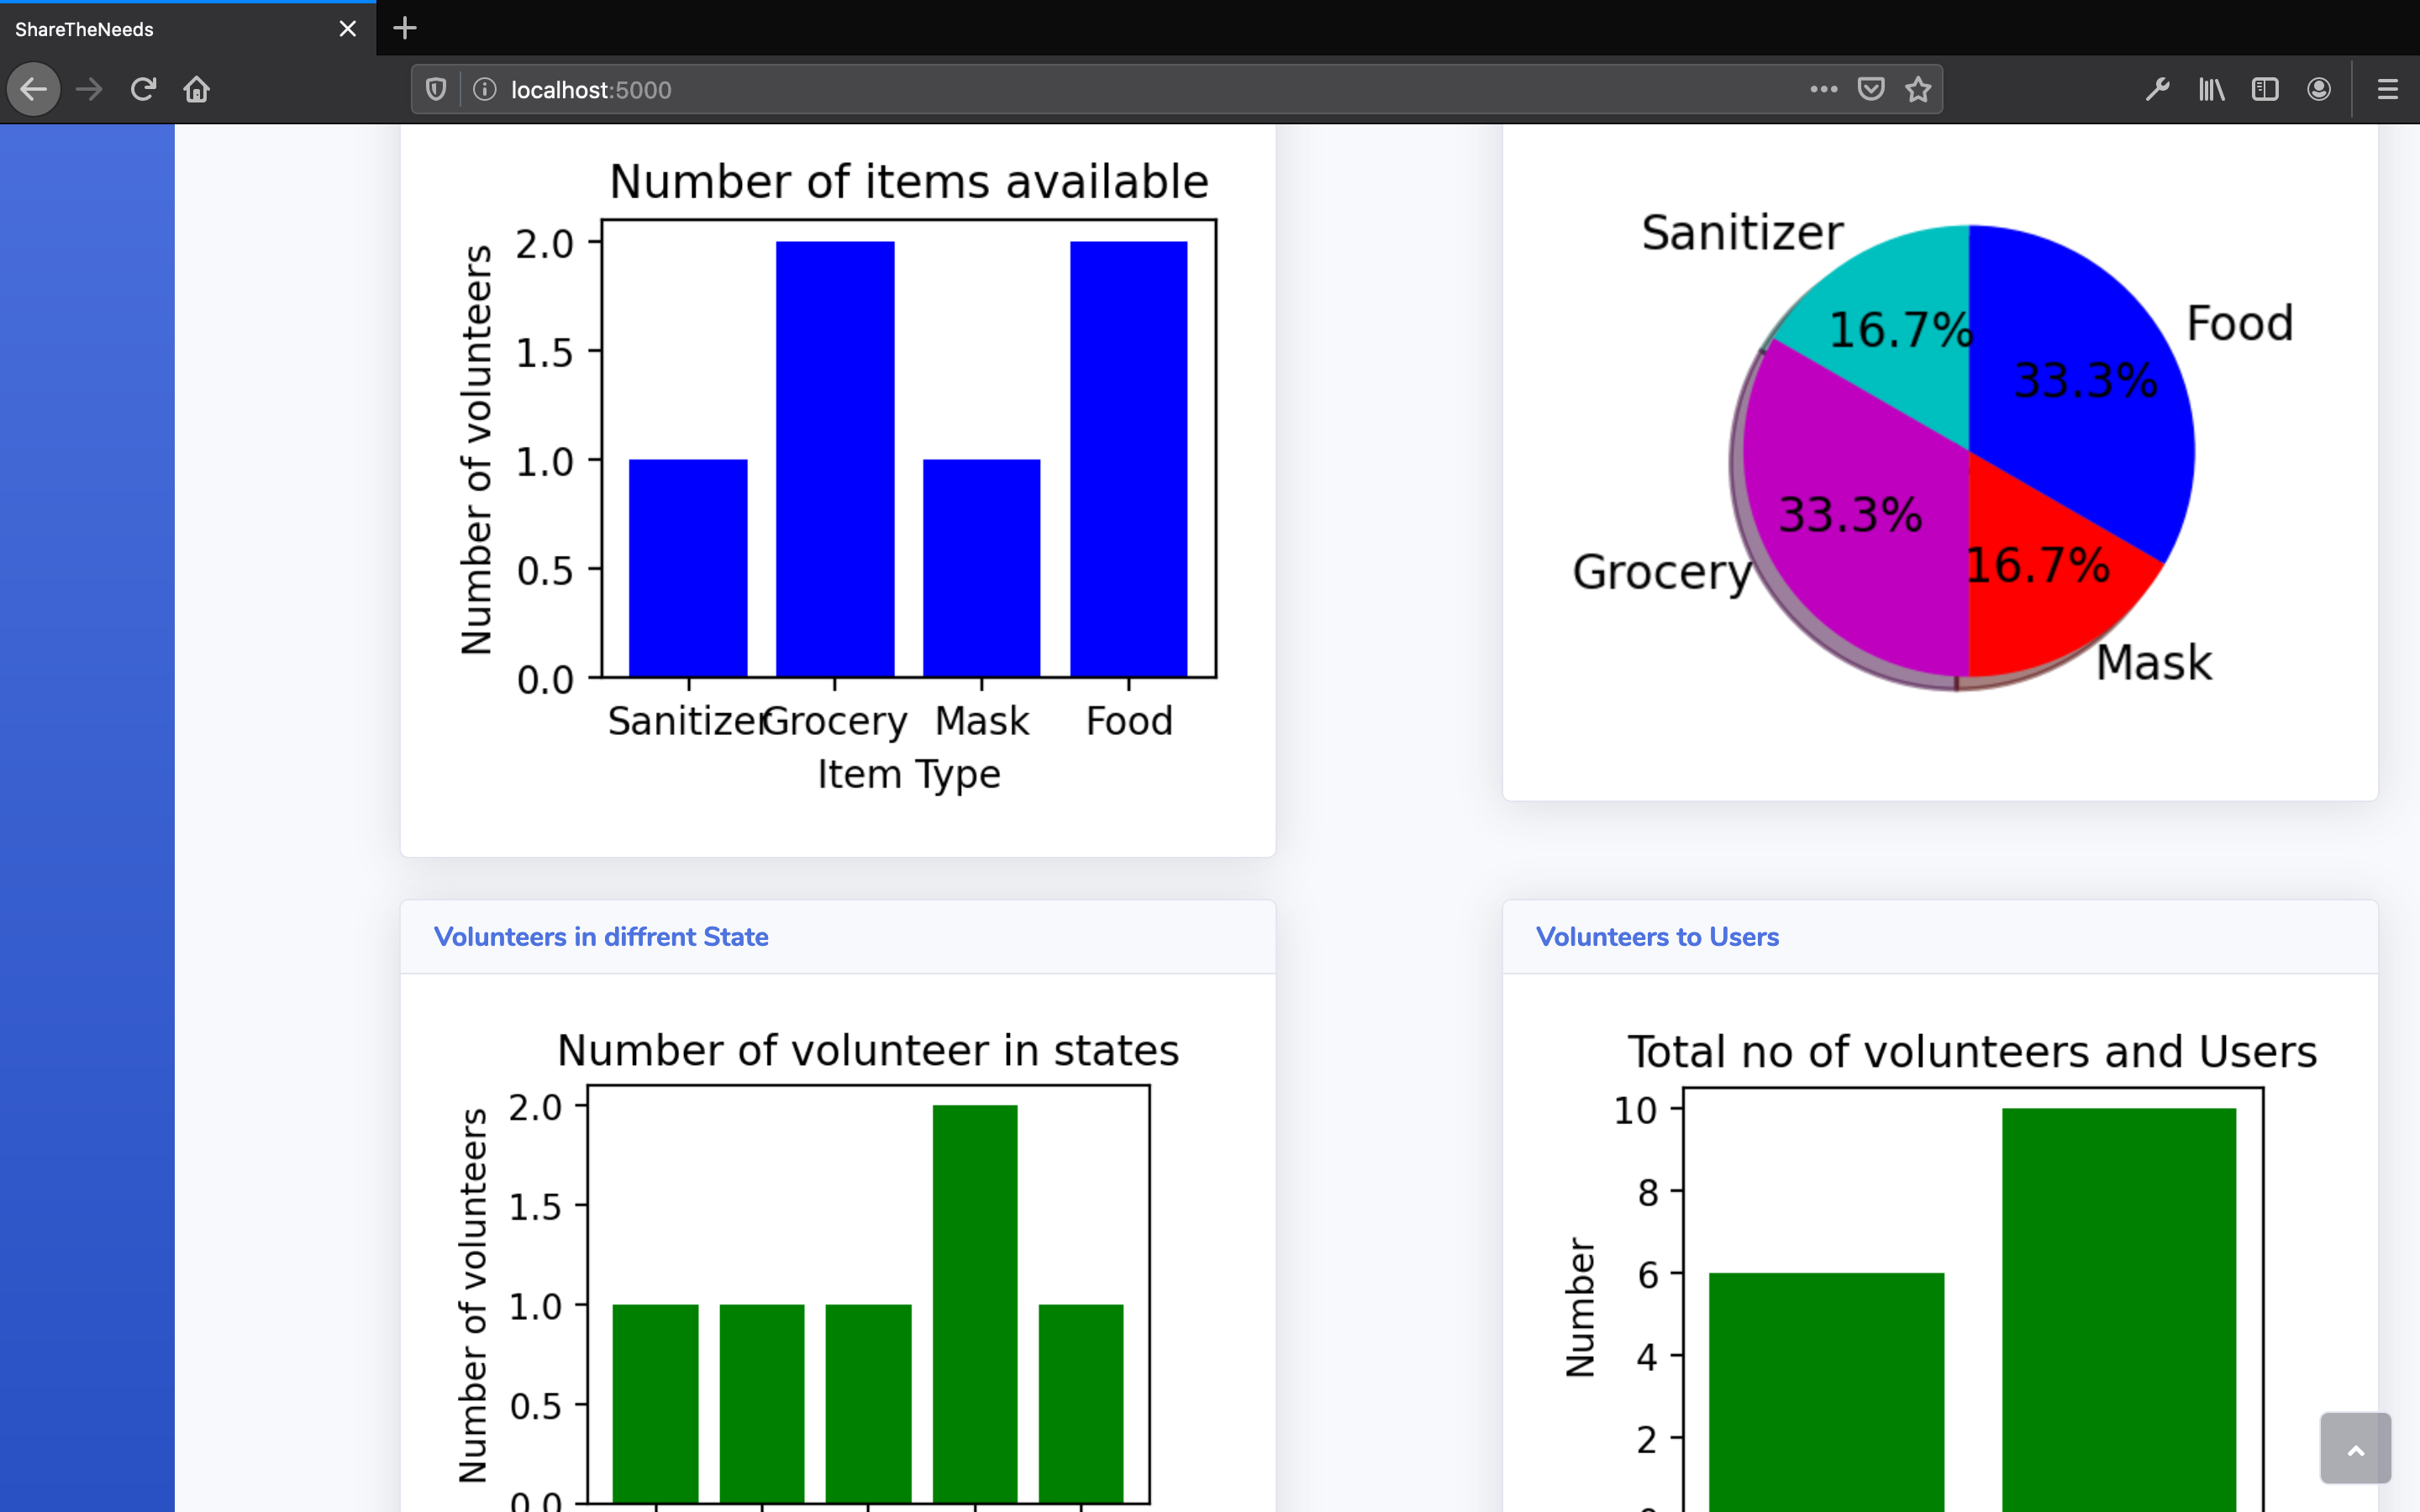 ShareTheNeeds
localhost:5000
Number of items available
Number of volunteers
2.0
1.5
1.0
0.5
0.0
Sanitizer Grocery Mask Food
Item Type
Sanitizer
16.7%
Food
33.3%
33.3%
Grocery
16.7%
Mask
Volunteers in diffrent State
Number of volunteer in states
Number of volunteers
2.0
1.5
1.0
0.5
0.0
Volunteers to Users
Total no of volunteers and Users
Number
10
8
6
4
2